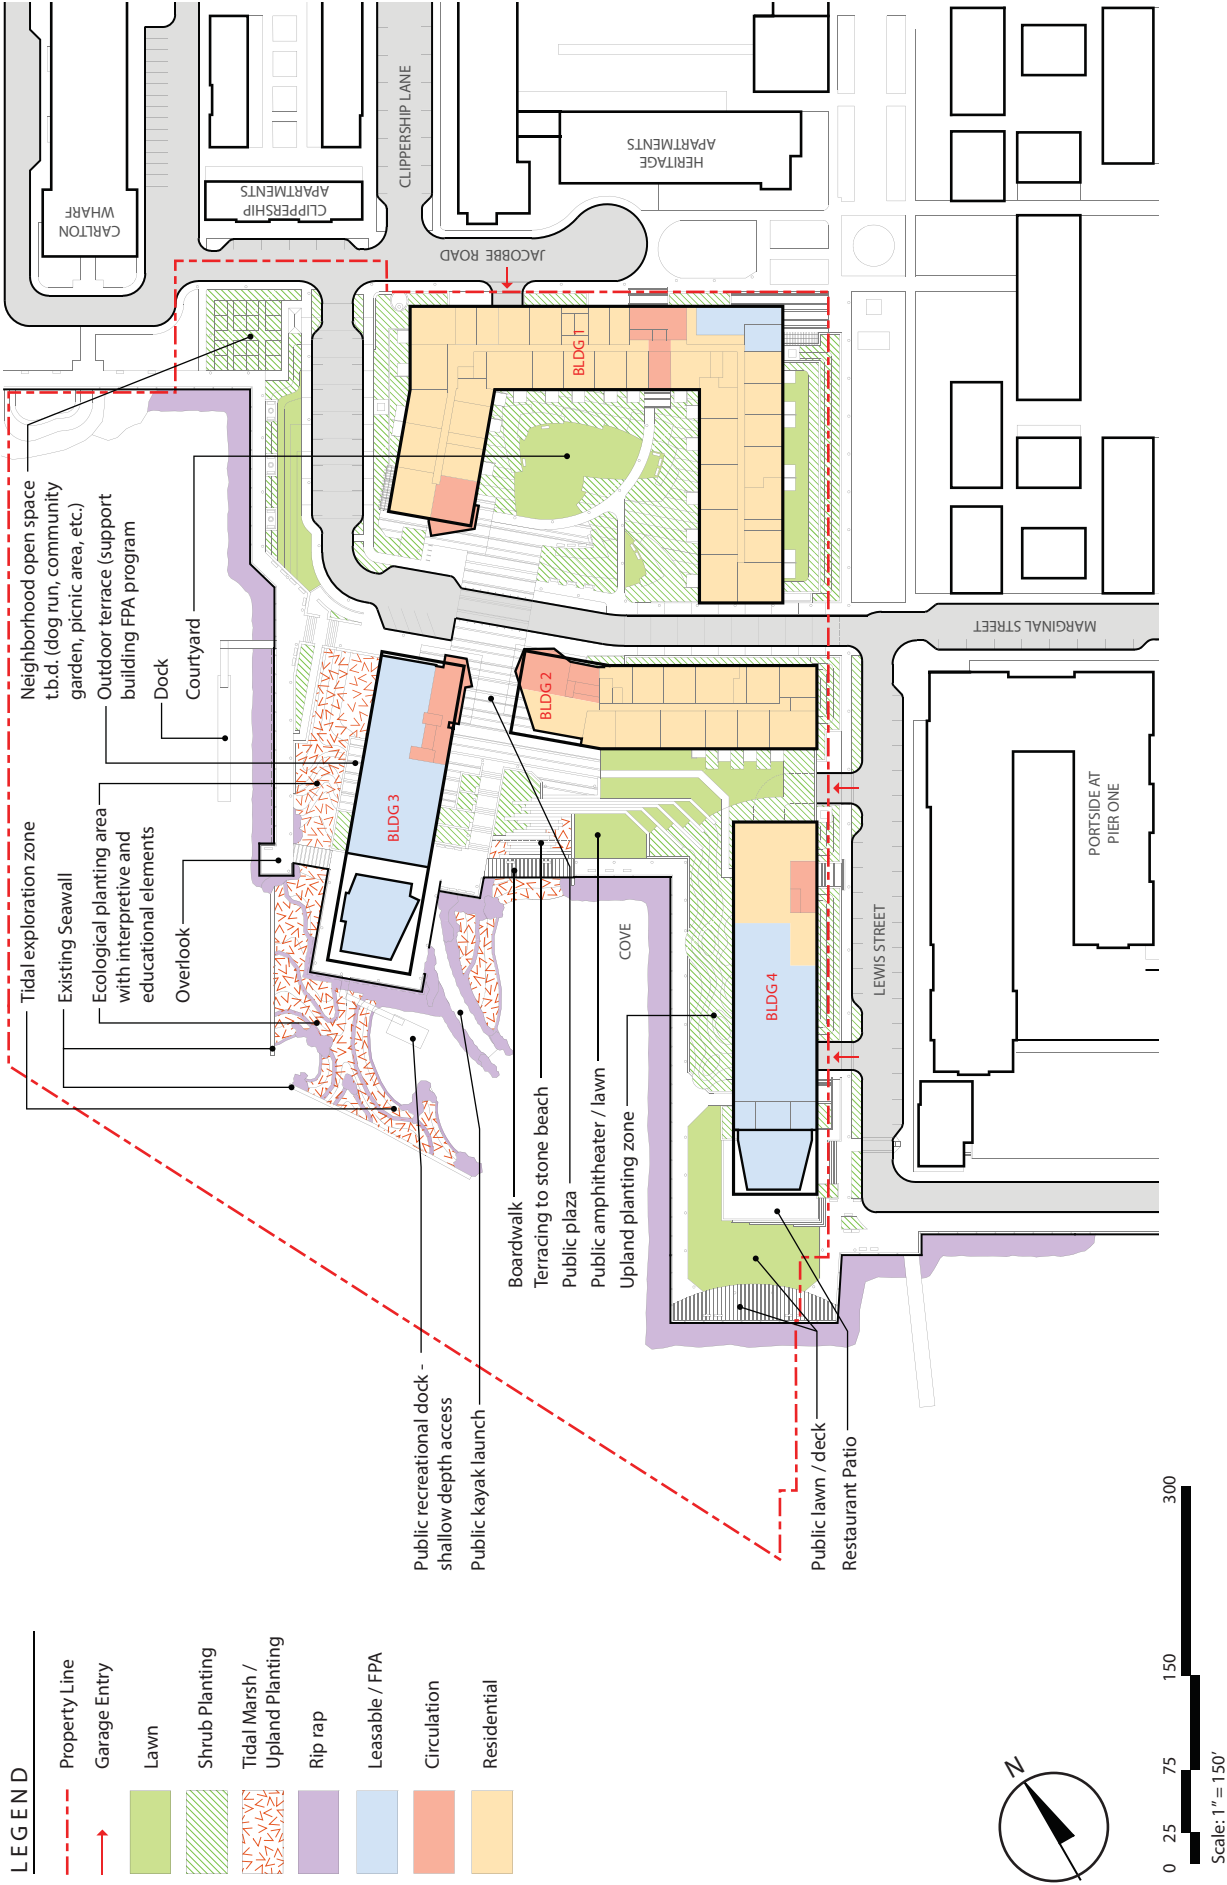 Neighborhood open space
t.b.d. (dog run, community
garden, picnic area, etc.)
Outdoor terrace (support
building FPA program
Dock
Courtyard
Tidal exploration zone
Existing Seawall
Ecological planting area
with interpretive and
educational elements
Overlook
Boardwalk
Terracing to stone beach
Public plaza
Public amphitheater / lawn
Upland planting zone
Public recreational dock -
shallow depth access
Public kayak launch
Public lawn / deck
Restaurant Patio
CARLTON
WHARF
CLIPPERSHIP
APARTMENTS
CLIPPERSHIP LANE
HERITAGE
APARTMENTS
JACOBBE ROAD
BLDG 1
BLDG 2
BLDG 3
BLDG 4
COVE
MARGINAL STREET
LEWIS STREET
PORTSIDE AT
PIER ONE
LEGEND
Property Line
Garage Entry
Lawn
Shrub Planting
Tidal Marsh /
Upland Planting
Rip rap
Leasable / FPA
Circulation
Residential
N
0 25 75 150 300
Scale: 1" = 150'